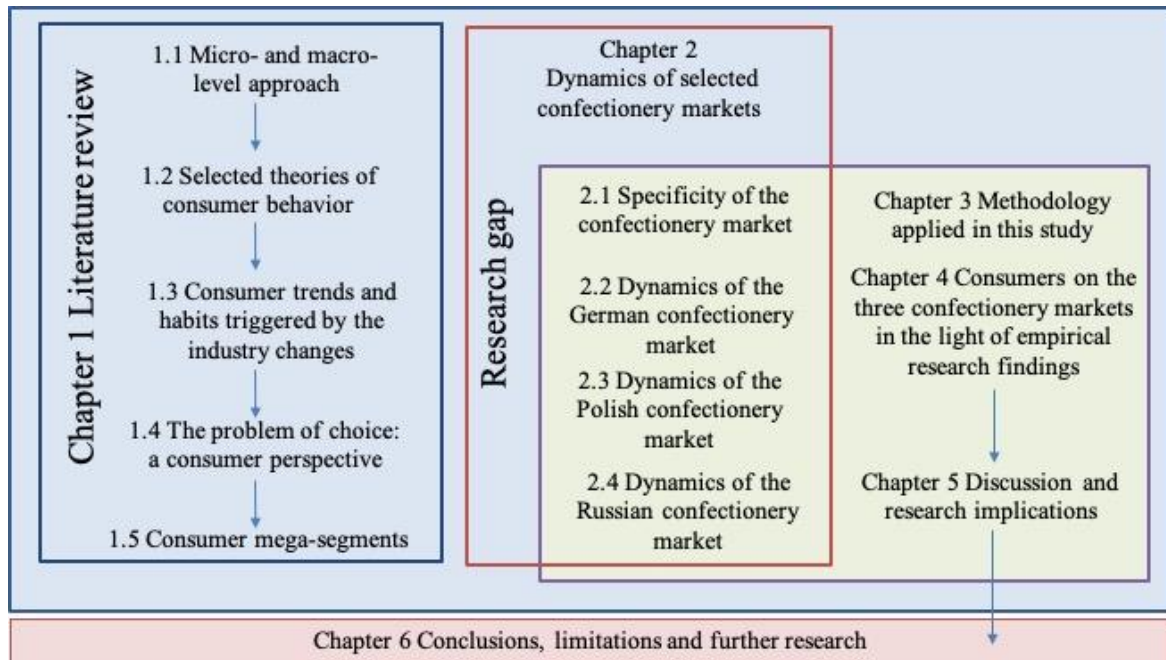 Chapter 1 Literature review
1.1 Micro- and macro-
level approach
1.2 Selected theories of
consumer behavior
1.3 Consumer trends and
habits triggered by the
industry changes
1.4 The problem of choice:
a consumer perspective
1.5 Consumer mega-segments
Research gap
Chapter 2
Dynamics of selected
confectionery markets
2.1 Specificity of the
confectionery market
2.2 Dynamics of the
German confectionery
market
2.3 Dynamics of the
Polish confectionery
market
2.4 Dynamics of the
Russian confectionery
market
Chapter 3 Methodology
applied in this study
Chapter 4 Consumers on the
three confectionery markets
in the light of empirical
research findings
Chapter 5 Discussion and
research implications
Chapter 6 Conclusions, limitations and further research